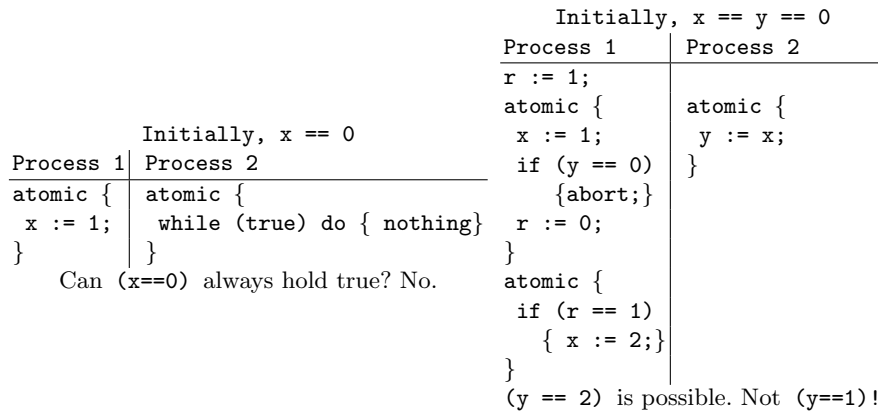 Initially, x == 0
Process 1 Process 2
atomic { atomic {
x := 1; while (true) do { nothing}
} }
Can (x==0) always hold true? No.
Initially, x == y == 0
Process 1 Process 2
r := 1;
atomic { atomic {
x := 1; y := x;
if (y == 0) }
{abort;}
r := 0;
}
atomic {
if (r == 1)
{ x := 2;}
}
(y == 2) is possible. Not (y==1)!